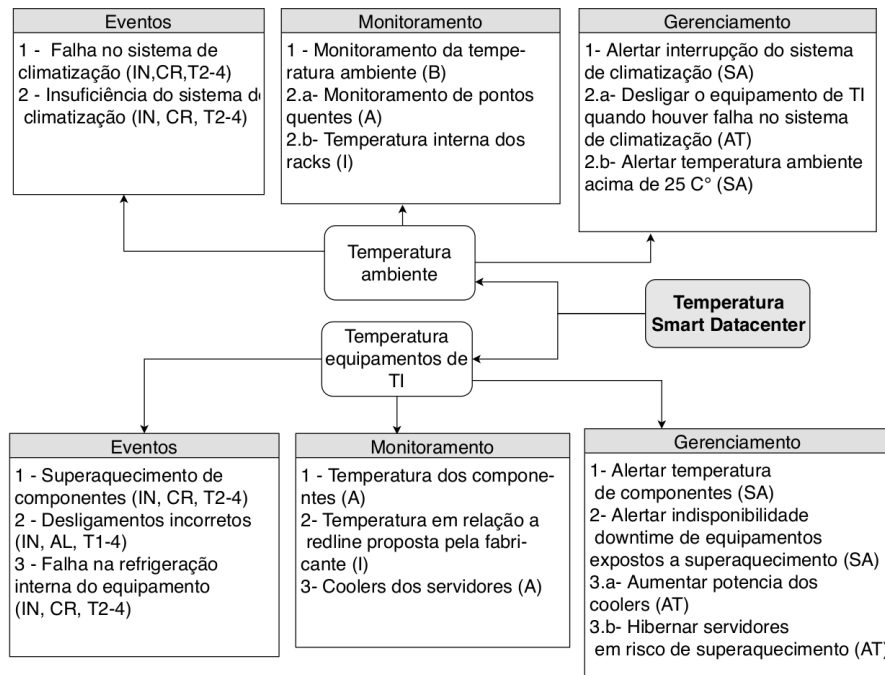 Eventos
1 - Falha no sistema de
climatização (IN,CR,T2-4)
2 - Insuficiência do sistema d
climatização (IN, CR, T2-4)
Monitoramento
1 - Monitoramento da tempe-
ratura ambiente (B)
2.a- Monitoramento de pontos
quentes (A)
2.b- Temperatura interna dos
racks (I)
Gerenciamento
1- Alertar interrupção do sistema
de climatização (SA)
2.a- Desligar o equipamento de TI
quando houver falha no sistema
de climatização (AT)
2.b- Alertar temperatura ambiente
acima de 25 C° (SA)
Temperatura
ambiente
Temperatura
Smart Datacenter
Temperatura
equipamentos de
TI
Eventos
1 - Superaquecimento de
componentes (IN, CR, T2-4)
2 - Desligamentos incorretos
(IN, AL, T1-4)
3 - Falha na refrigeração
interna do equipamento
(IN, CR, T2-4)
Monitoramento
1 - Temperatura dos compone-
ntes (A)
2- Temperatura em relação a
redline proposta pela fabri-
cante (I)
3- Coolers dos servidores (A)
Gerenciamento
1- Alertar temperatura
de componentes (SA)
2- Alertar indisponibilidade
downtime de equipamentos
expostos a superaquecimento (SA)
3.a- Aumentar potencia dos
coolers (AT)
3.b- Hibernar servidores
em risco de superaquecimento (AT)